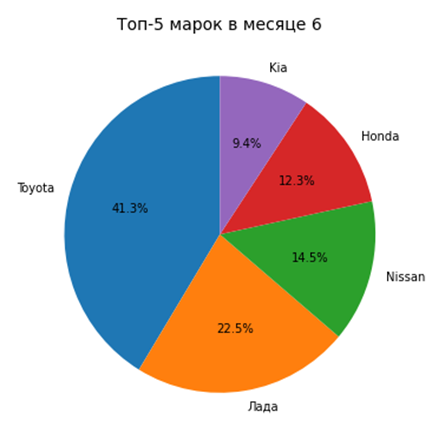 Топ-5 марок в месяце 6
Kia
9.4%
Honda
12.3%
Toyota
41.3%
14.5%
Nissan
22.5%
Лада